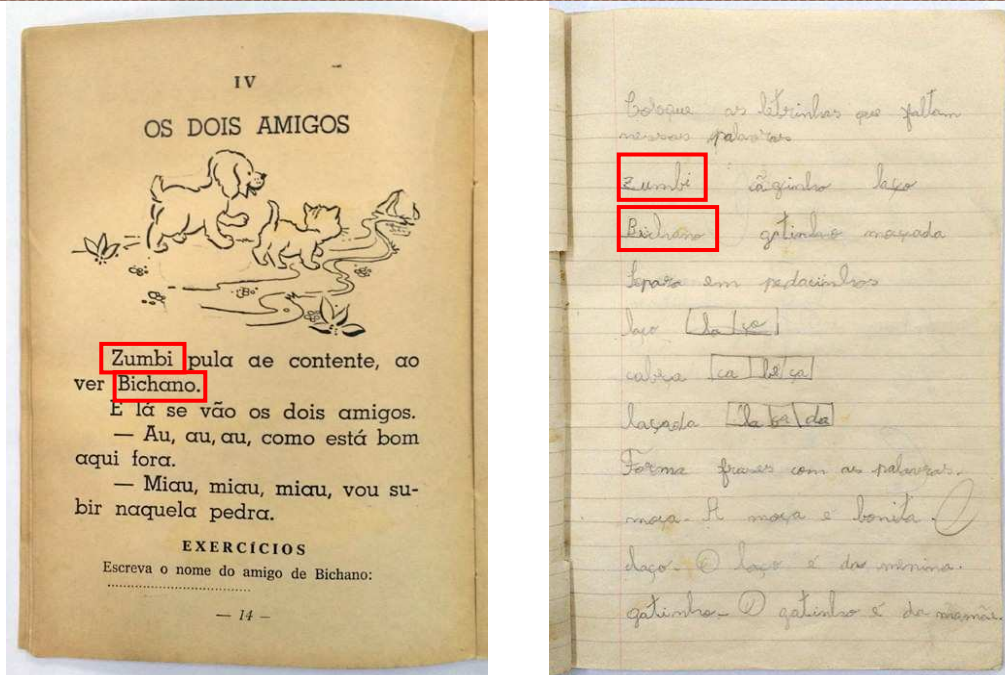 IV
OS DOIS AMIGOS
Zumbi pula de contente, ao
ver Bichano.
E lá se vão os dois amigos.
— Au, au, au, como está bom
aqui fora.
— Miau, miau, miau, vou su-
bir naquela pedra.
EXERCÍCIOS
Escreva o nome do amigo de Bichano:
— 14 —
Coloque as letrinhas que faltam
nessas palavras
Zumbi cãozinho laço
Bichano gatinho maçada
Separa em pedacinhos
laço la ço
cabeça ca be ça
laçada la ça da
Forma frases com as palavras.
moça - A moça é bonita.
laço - O laço é da menina.
gatinho - O gatinho é da mamãe.